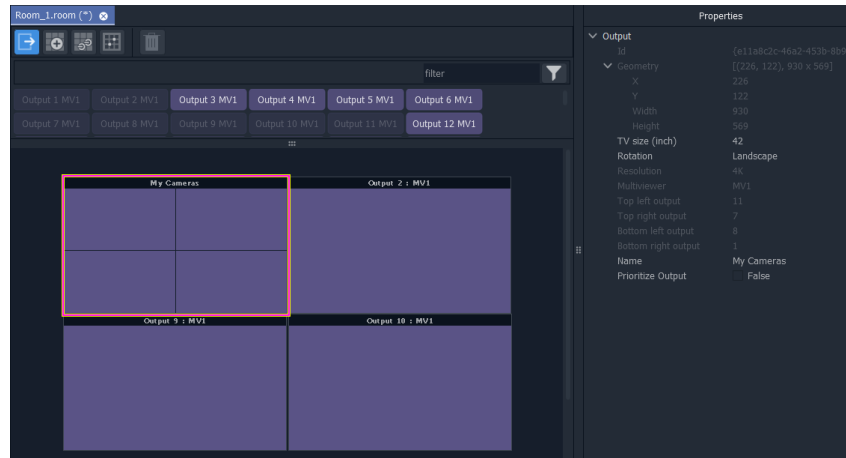 Room_1.room (*)
filter
Output 1 MV1 Output 2 MV1 Output 3 MV1 Output 4 MV1 Output 5 MV1 Output 6 MV1
Output 7 MV1 Output 8 MV1 Output 9 MV1 Output 10 MV1 Output 11 MV1 Output 12 MV1
My Cameras Output 2 : MV1
Output 9 : MV1 Output 10 : MV1
Properties
Output
Id {e11a8c2c-46a2-453b-8b9
Geometry [(226, 122), 930 x 569]
X 226
Y 122
Width 930
Height 569
TV size (inch) 42
Rotation Landscape
Resolution 4K
Multiviewer MV1
Top left output 11
Top right output 7
Bottom left output 8
Bottom right output 1
Name My Cameras
Prioritize Output False